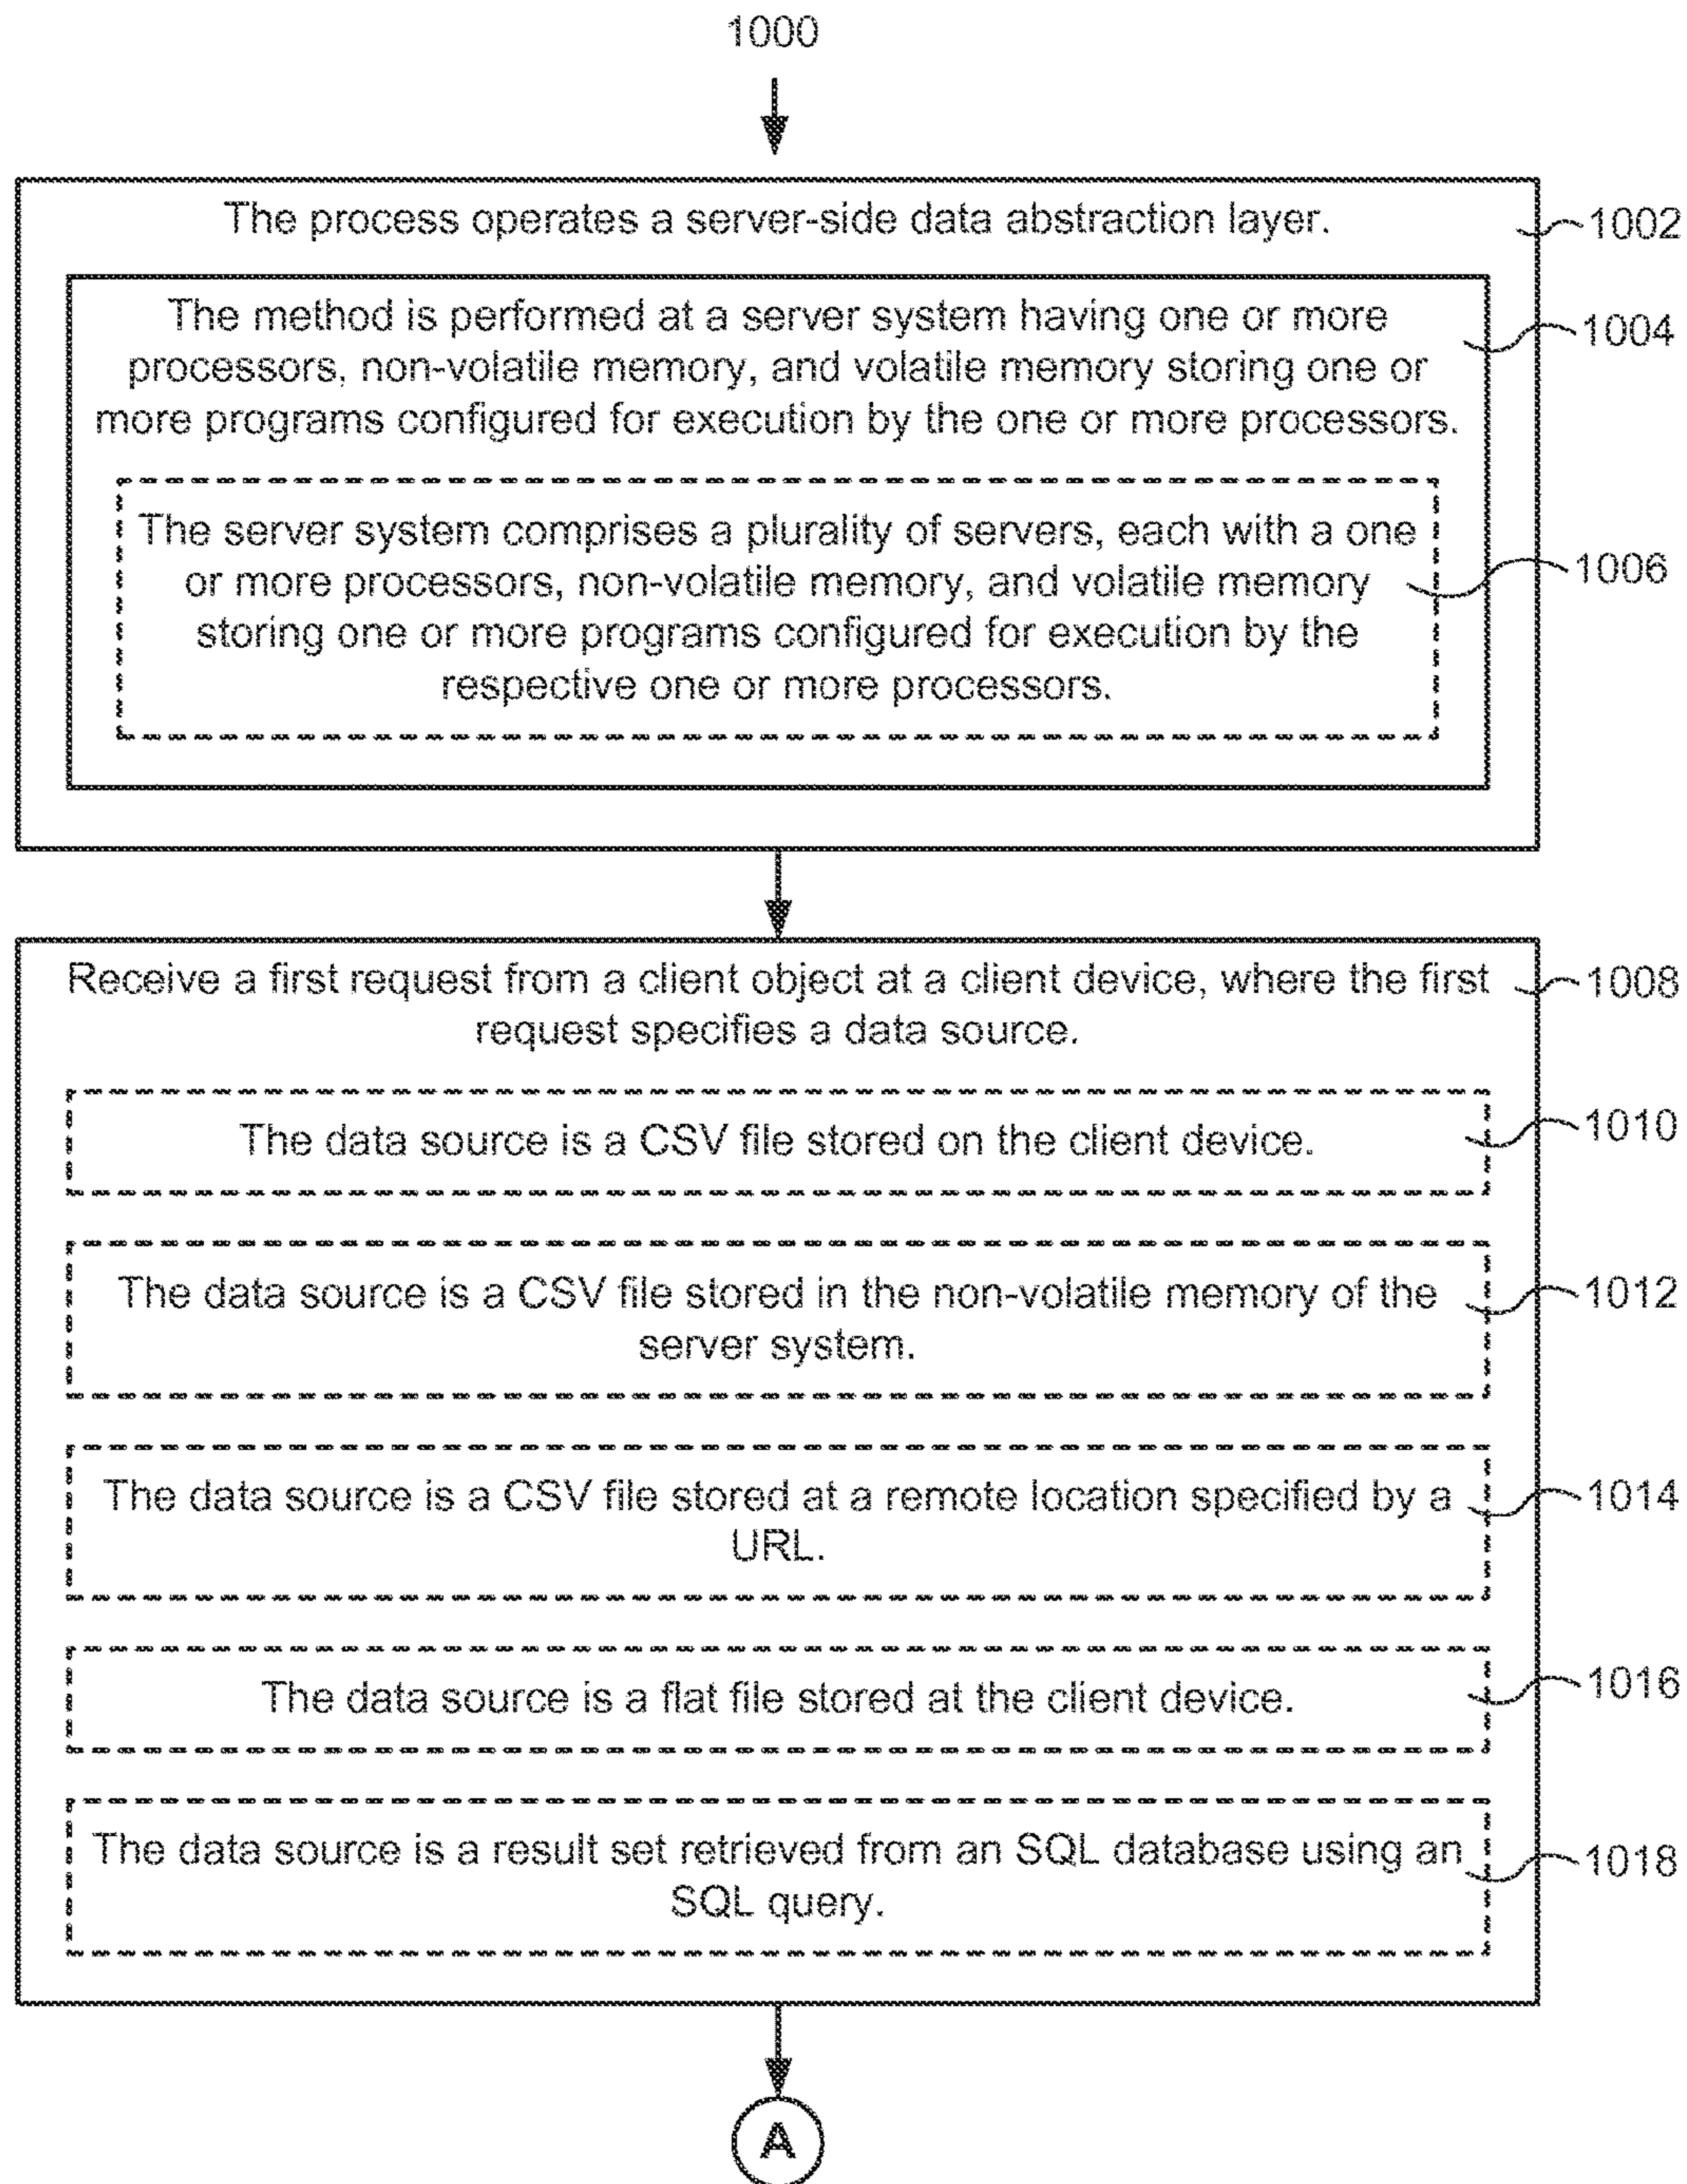 1000
The process operates a server-side data abstraction layer.
1002
The method is performed at a server system having one or more
processors, non-volatile memory, and volatile memory storing one or
more programs configured for execution by the one or more processors.
1004
The server system comprises a plurality of servers, each with a one
or more processors, non-volatile memory, and volatile memory
storing one or more programs configured for execution by the
respective one or more processors.
1006
Receive a first request from a client object at a client device, where the first
request specifies a data source.
1008
The data source is a CSV file stored on the client device.
1010
The data source is a CSV file stored in the non-volatile memory of the
server system.
1012
The data source is a CSV file stored at a remote location specified by a
URL.
1014
The data source is a flat file stored at the client device.
1016
The data source is a result set retrieved from an SQL database using an
SQL query.
1018
A